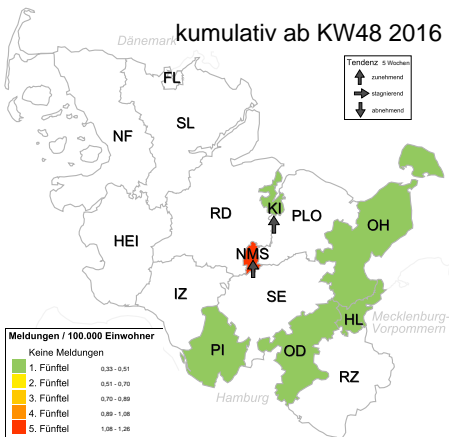 kumulativ ab KW48 2016
Dänemark
Tendenz 5 Wochen
zunehmend
stagnierend
abnehmend
FL
NF
SL
RD
KI
PLO
OH
HEI
NMS
IZ
SE
HL
Mecklenburg-
Vorpommern
PI
OD
RZ
Hamburg
Meldungen / 100.000 Einwohner
Keine Meldungen
1. Fünftel 0,33 - 0,51
2. Fünftel 0,51 - 0,70
3. Fünftel 0,70 - 0,89
4. Fünftel 0,89 - 1,08
5. Fünftel 1,08 - 1,26